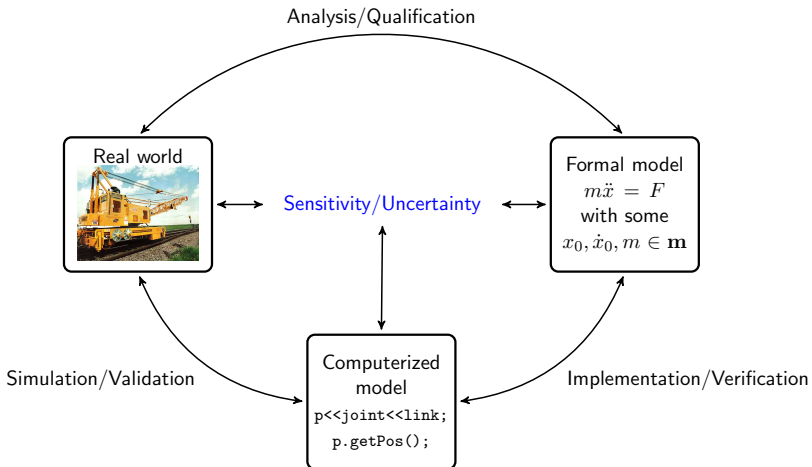 Analysis/Qualification
Real world
Sensitivity/Uncertainty
Formal model
mẍ = F
with some
x₀, ẋ₀, m ∈ 𝐦
Simulation/Validation
Computerized
model
p<<joint<<link;
p.getPos();
Implementation/Verification